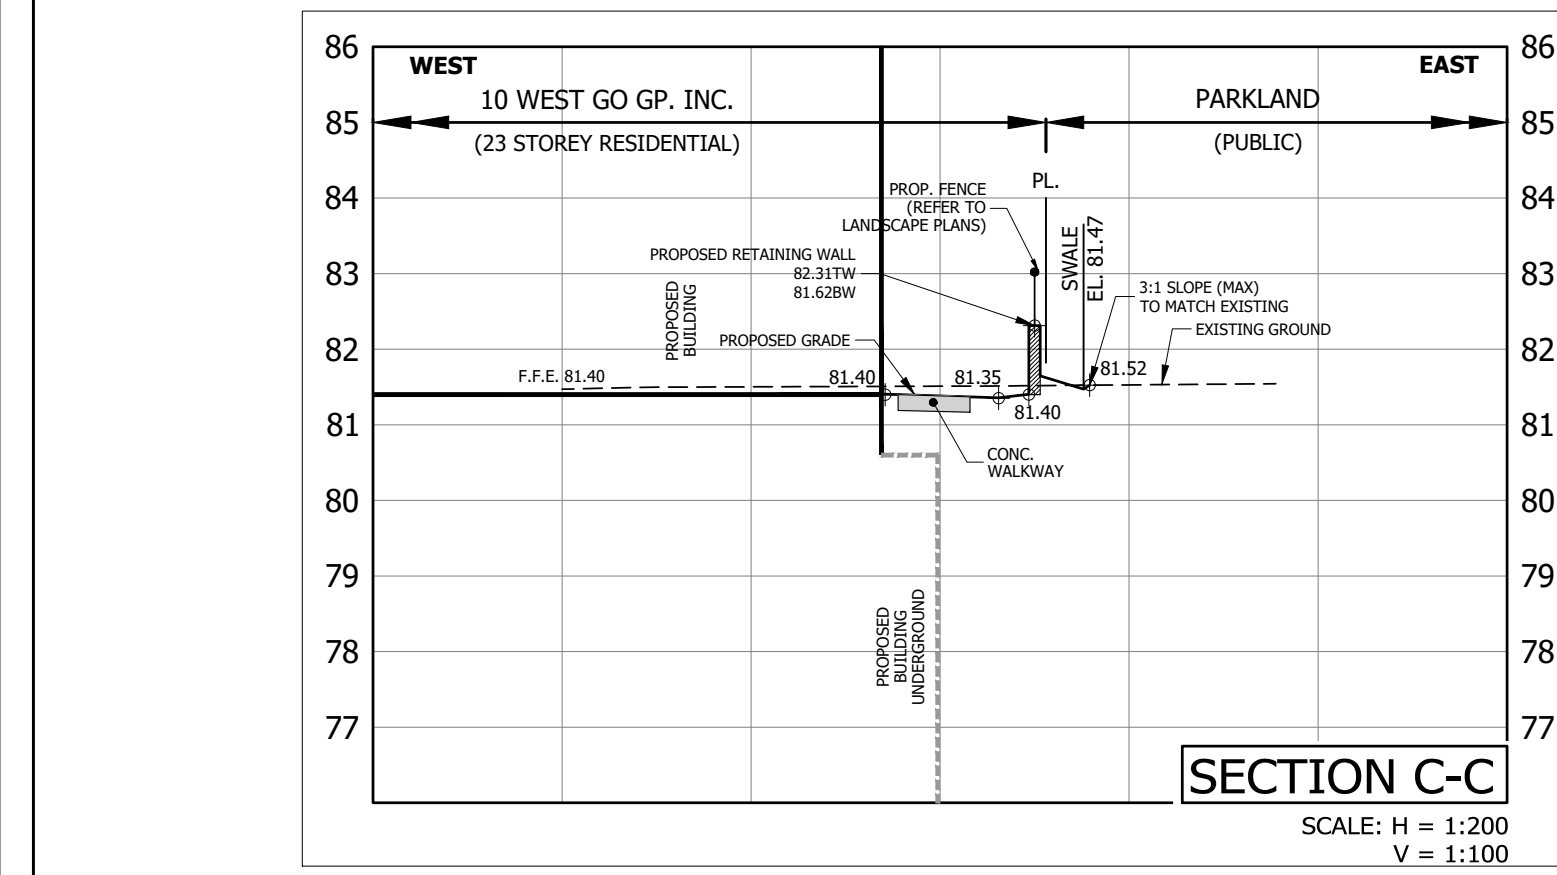 86
86
WEST
EAST
10 WEST GO GP. INC.
PARKLAND
85
85
(23 STOREY RESIDENTIAL)
(PUBLIC)
84
84
PL.
PROP. FENCE
(REFER TO
LANDSCAPE PLANS)
SWALE
EL. 81.47
PROPOSED RETAINING WALL
82.31TW
81.62BW
83
83
3:1 SLOPE (MAX)
TO MATCH EXISTING
EXISTING GROUND
PROPOSED
BUILDING
PROPOSED GRADE
82
82
F.F.E. 81.40
81.40
81.35
81.52
81.40
81
81
CONC.
WALKWAY
80
80
79
79
PROPOSED
BUILDING
UNDERGROUND
78
78
77
77
SECTION C-C
SCALE: H = 1:200
V = 1:100